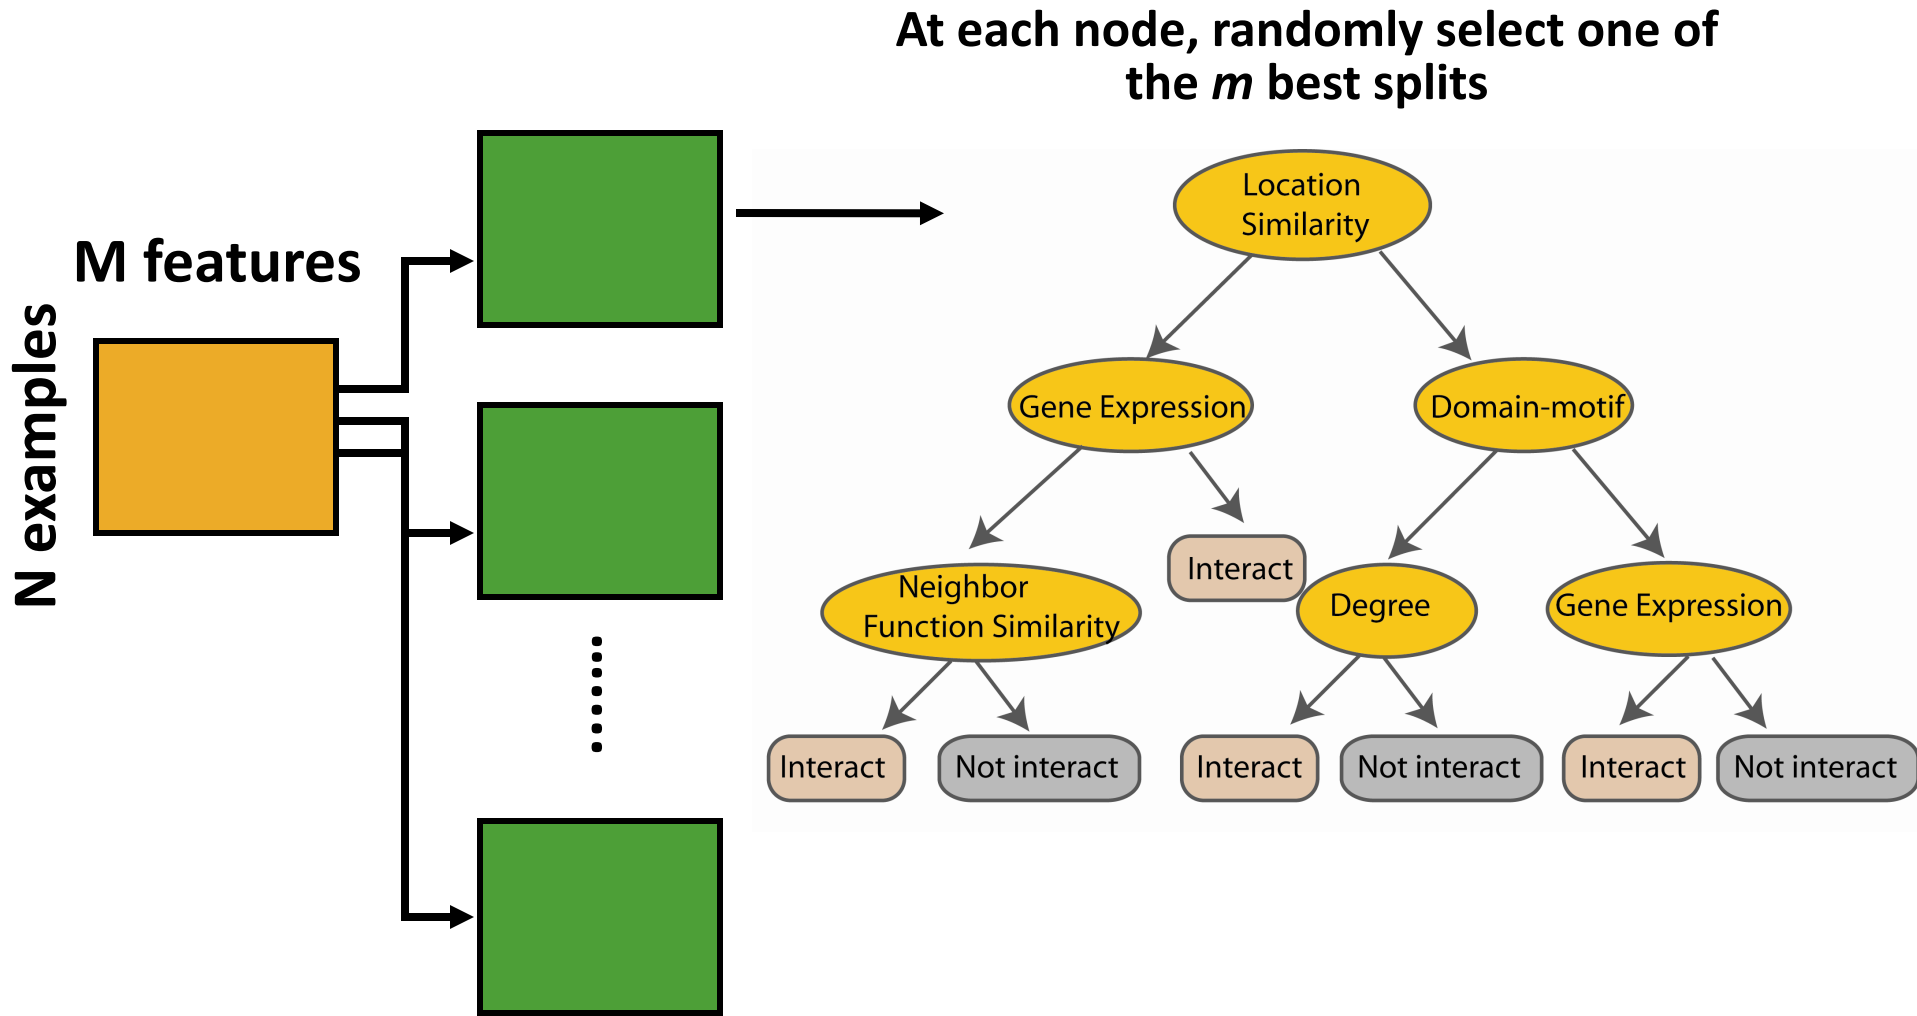 At each node, randomly select one of
the m best splits
M features
N examples
Location
Similarity
Gene Expression
Domain-motif
Interact
Neighbor
Function Similarity
Degree
Gene Expression
Interact
Not interact
Interact
Not interact
Interact
Not interact